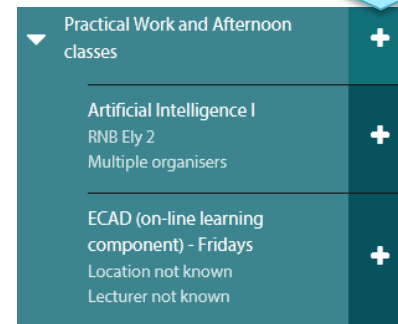 Practical Work and Afternoon
classes
Artificial Intelligence I
RNB Ely 2
Multiple organisers
ECAD (on-line learning
component) - Fridays
Location not known
Lecturer not known